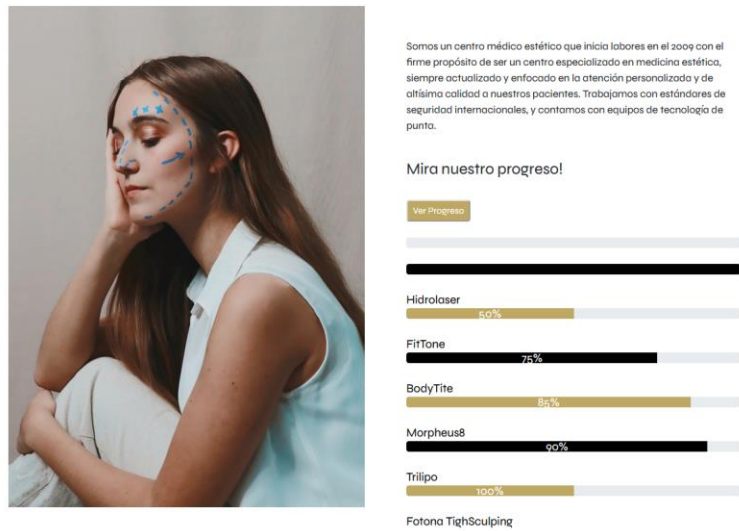 Somos un centro médico estético que inicia labores en el 2009 con el
firme propósito de ser un centro especializado en medicina estética,
siempre actualizado y enfocado en la atención personalizada y de
altísima calidad a nuestros pacientes. Trabajamos con estándares de
seguridad internacionales, y contamos con equipos de tecnología de
punta.
Mira nuestro progreso!
Ver Progreso
Hidrolaser
50%
FitTone
75%
BodyTite
85%
Morpheus8
90%
Trilipo
100%
Fotona TighSculping